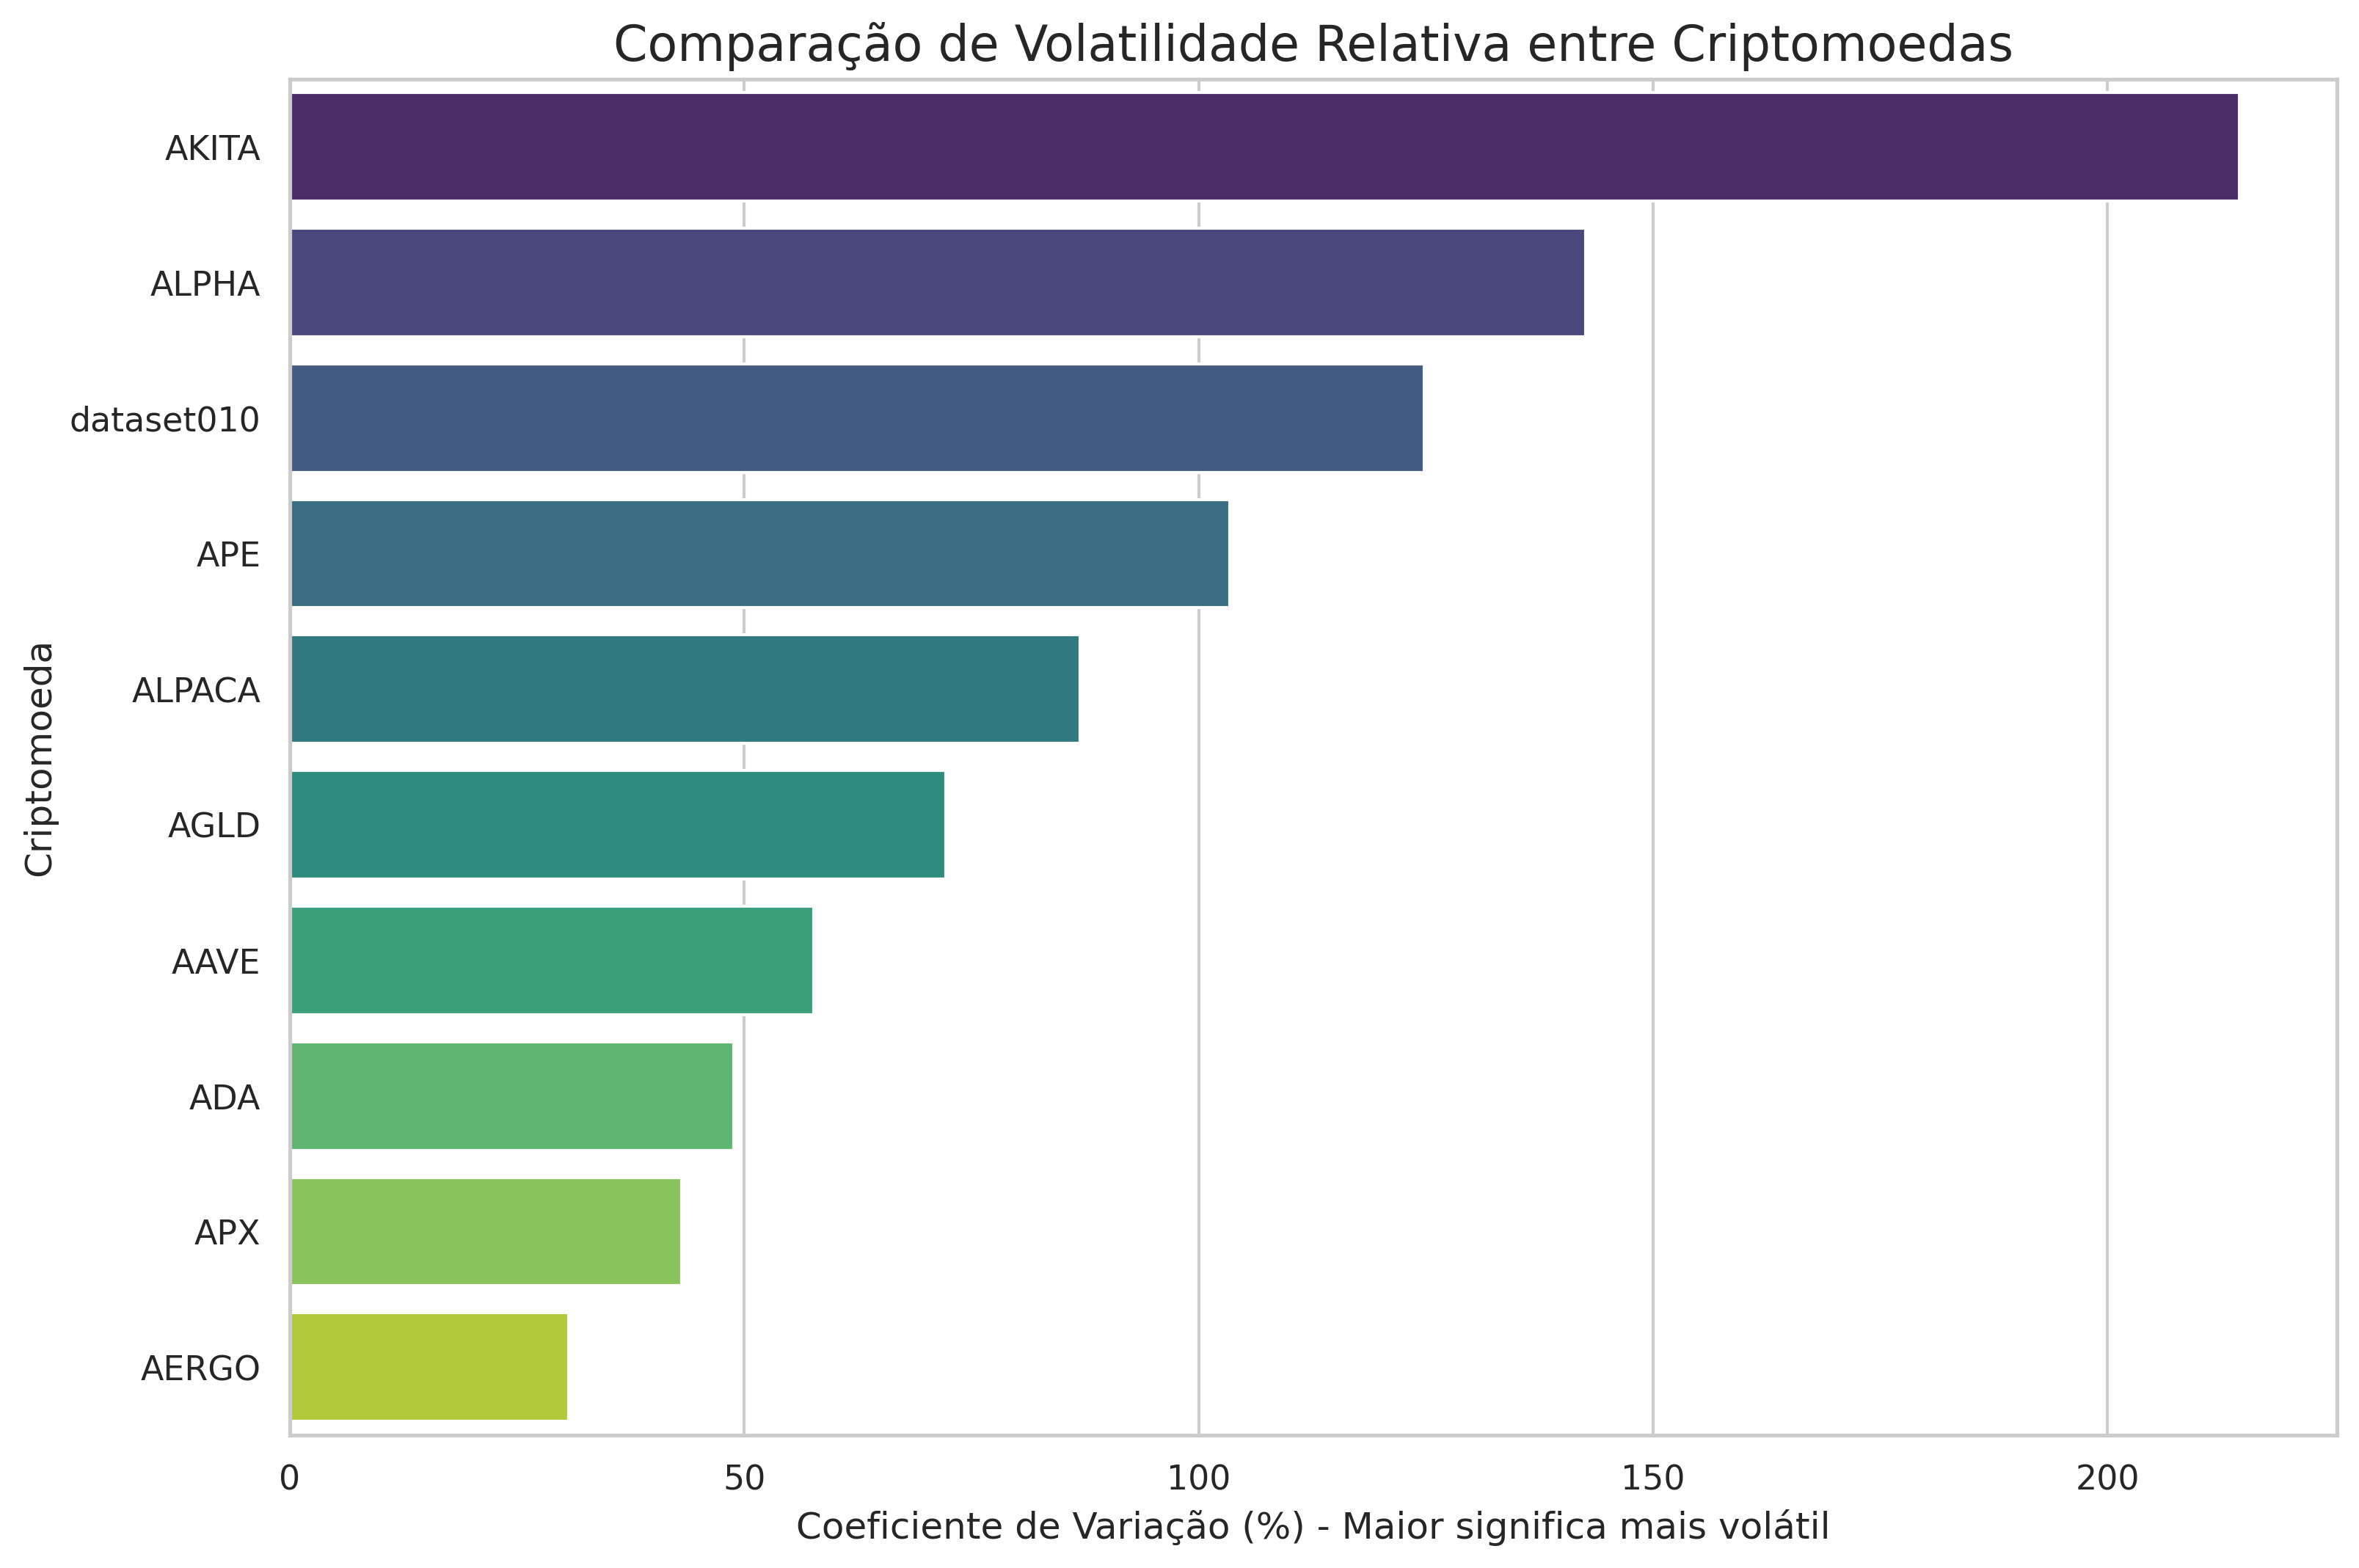 Comparação de Volatilidade Relativa entre Criptomoedas
AKITA
ALPHA
dataset010
APE
ALPACA
AGLD
AAVE
ADA
APX
AERGO
Criptomoeda
0 50 100 150 200
Coeficiente de Variação (%) - Maior significa mais volátil